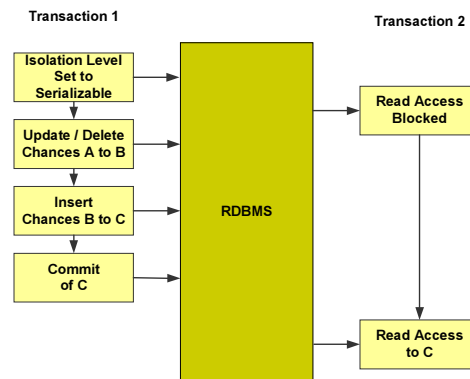 Transaction 1
Transaction 2
Isolation Level
Set to
Serializable
Update / Delete
Chances A to B
Insert
Chances B to C
Commit
of C
RDBMS
Read Access
Blocked
Read Access
to C